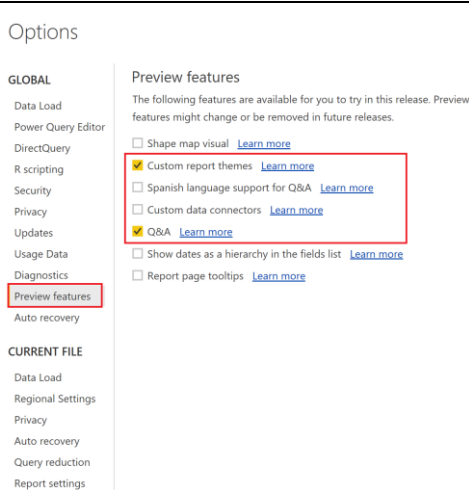 Options
GLOBAL
Data Load
Power Query Editor
DirectQuery
R scripting
Security
Privacy
Updates
Usage Data
Diagnostics
Preview features
Auto recovery
CURRENT FILE
Data Load
Regional Settings
Privacy
Auto recovery
Query reduction
Report settings
Preview features
The following features are available for you to try in this release. Preview
features might change or be removed in future releases.
Shape map visual Learn more
Custom report themes Learn more
Spanish language support for Q&A Learn more
Custom data connectors Learn more
Q&A Learn more
Show dates as a hierarchy in the fields list Learn more
Report page tooltips Learn more